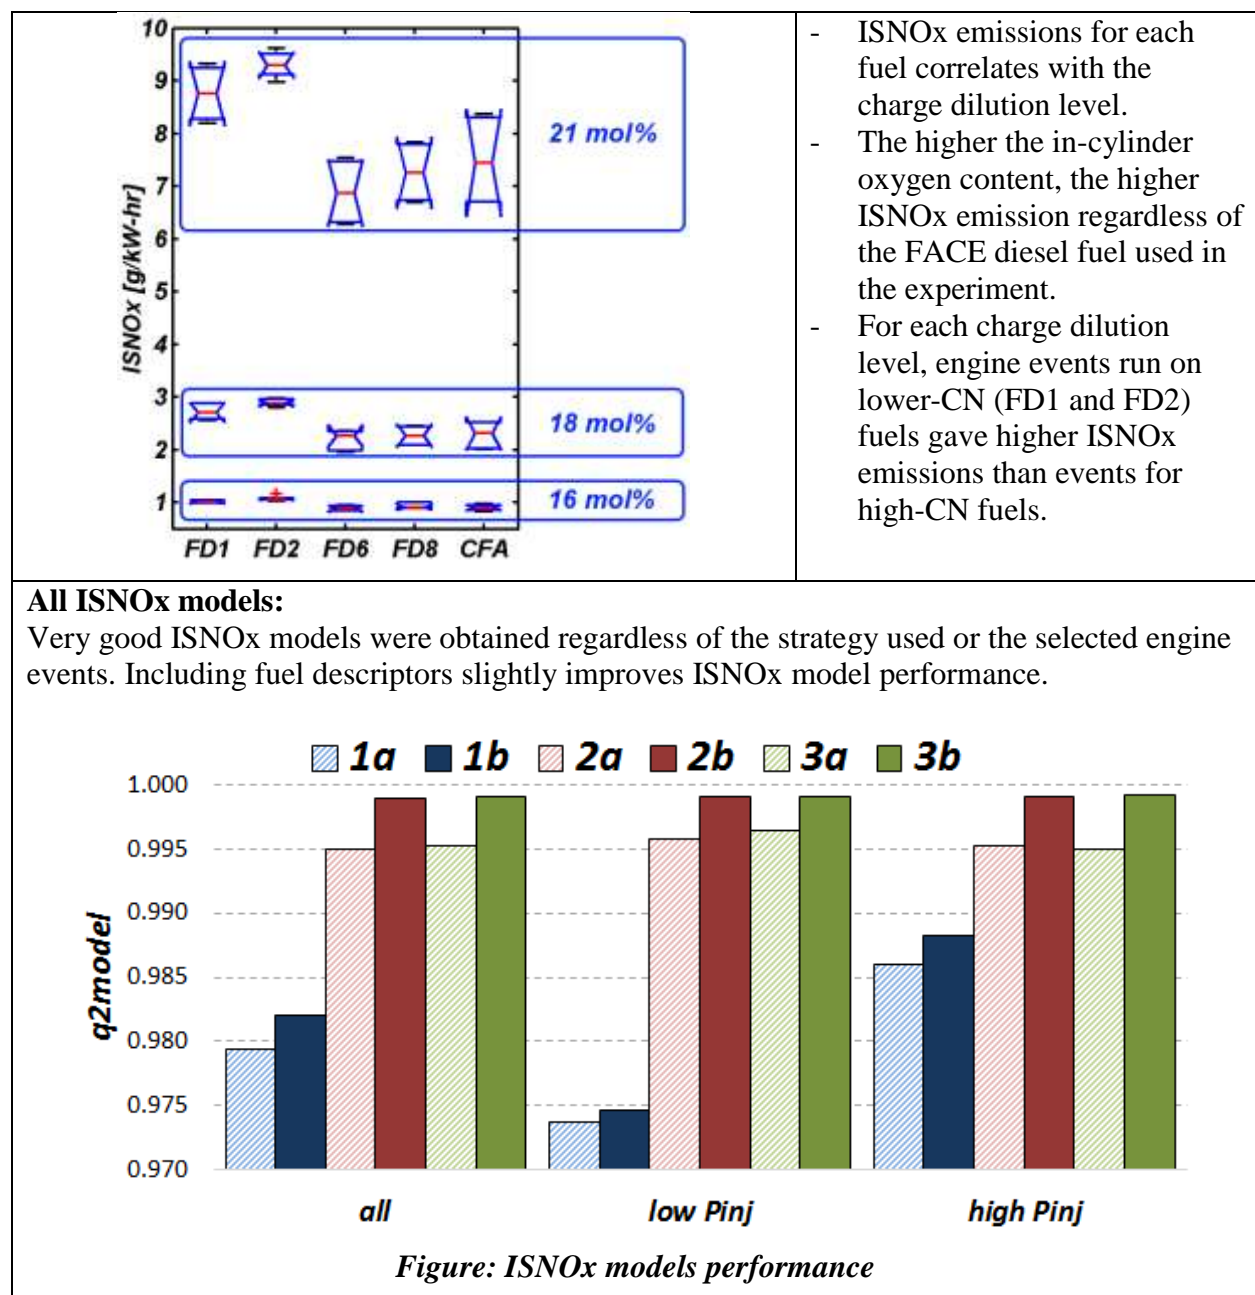 10
9
8
7
6
5
4
3
2
1
ISNOx [g/kW-hr]
21 mol%
18 mol%
16 mol%
FD1 FD2 FD6 FD8 CFA
- ISNOx emissions for each
fuel correlates with the
charge dilution level.
- The higher the in-cylinder
oxygen content, the higher
ISNOx emission regardless of
the FACE diesel fuel used in
the experiment.
- For each charge dilution
level, engine events run on
lower-CN (FD1 and FD2)
fuels gave higher ISNOx
emissions than events for
high-CN fuels.
All ISNOx models:
Very good ISNOx models were obtained regardless of the strategy used or the selected engine
events. Including fuel descriptors slightly improves ISNOx model performance.
1a 1b 2a 2b 3a 3b
1.000
0.995
0.990
0.985
0.980
0.975
0.970
q2model
all low Pinj high Pinj
Figure: ISNOx models performance